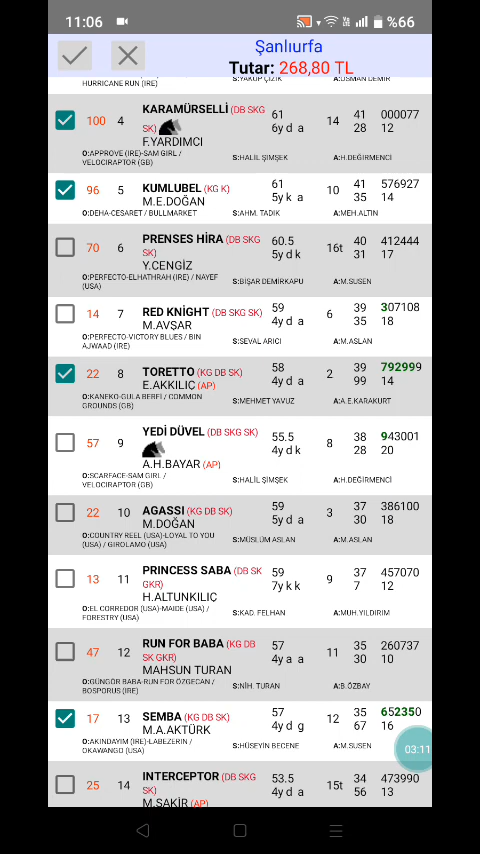 11:06 %66
Şanlıurfa
Tutar: 268,80 TL
HURRICANE RUN (IRE) S:YAKUP ÇIZIK A:OSMAN DEMİR
100 4 KARAMÜRSELLİ (DB SKG SK) 61 14 41 000077
F.YARDIMCI 6y d a 28 12
O:APPROVE (IRE)-SAM GIRL / VELOCIRAPTOR (GB) S:HALİL ŞİMŞEK A:H.DEĞİRMENCİ
96 5 KUMLUBEL (KG K) 61 10 41 576927
M.E.DOĞAN 5y k a 35 14
O:DEHA-CESARET / BULLMARKET S:AHM. TADIK A:MEH.ALTIN
70 6 PRENSES HİRA (DB SKG SK) 60.5 16t 40 412444
Y.CENGİZ 5y d k 31 17
O:PERFECTO-ELHATHRAH (IRE) / NAYEF (USA) S:BİŞAR DEMİRKAPU A:M.SUSEN
14 7 RED KNİGHT (DB SKG SK) 59 6 39 307108
M.AVŞAR 4y d a 35 18
O:PERFECTO-VICTORY BLUES / BIN AJWAAD (IRE) S:SEVAL ARICI A:M.ASLAN
22 8 TORETTO (KG DB SK) 58 2 39 792999
E.AKKILIÇ (AP) 4y d a 99 14
O:KANEKO-GULA BERFİ / COMMON GROUNDS (GB) S:MEHMET YAVUZ A:A.E.KARAKURT
57 9 YEDİ DÜVEL (DB SKG SK) 55.5 8 38 943001
A.H.BAYAR (AP) 4y d k 28 20
O:SCARFACE-SAM GIRL / VELOCIRAPTOR (GB) S:HALİL ŞİMŞEK A:H.DEĞİRMENCİ
22 10 AGASSI (KG DB SK) 59 3 37 386100
M.DOĞAN 5y d a 30 18
O:COUNTRY REEL (USA)-LOYAL TO YOU (USA) / GIROLAMO (USA) S:MÜSLÜM ASLAN A:M.ASLAN
13 11 PRINCESS SABA (DB SK GKR) 59 9 37 457070
H.ALTUNKILIÇ 7y k k 7 12
O:EL CORREDOR (USA)-MAIDE (USA) / FORESTRY (USA) S:KAD. FELHAN A:MUH.YILDIRIM
47 12 RUN FOR BABA (KG DB SK GKR) 57 11 35 260737
MAHSUN TURAN 4y a a 30 10
O:GÜNGÖR BABA-RUN FOR ÖZGECAN / BOSPORUS (IRE) S:NİH. TURAN A:B.ÖZBAY
17 13 SEMBA (KG DB SK) 57 12 35 652350
M.A.AKTÜRK 4y d g 67 16
O:AKINDAYIM (IRE)-LABEZERIN / OKAWANGO (USA) S:HÜSEYİN BECENE A:M.SUSEN
03:11
25 14 INTERCEPTOR (DB SKG SK) 53.5 15t 34 473990
M.ŞAKİR (AP) 4y d a 56 13